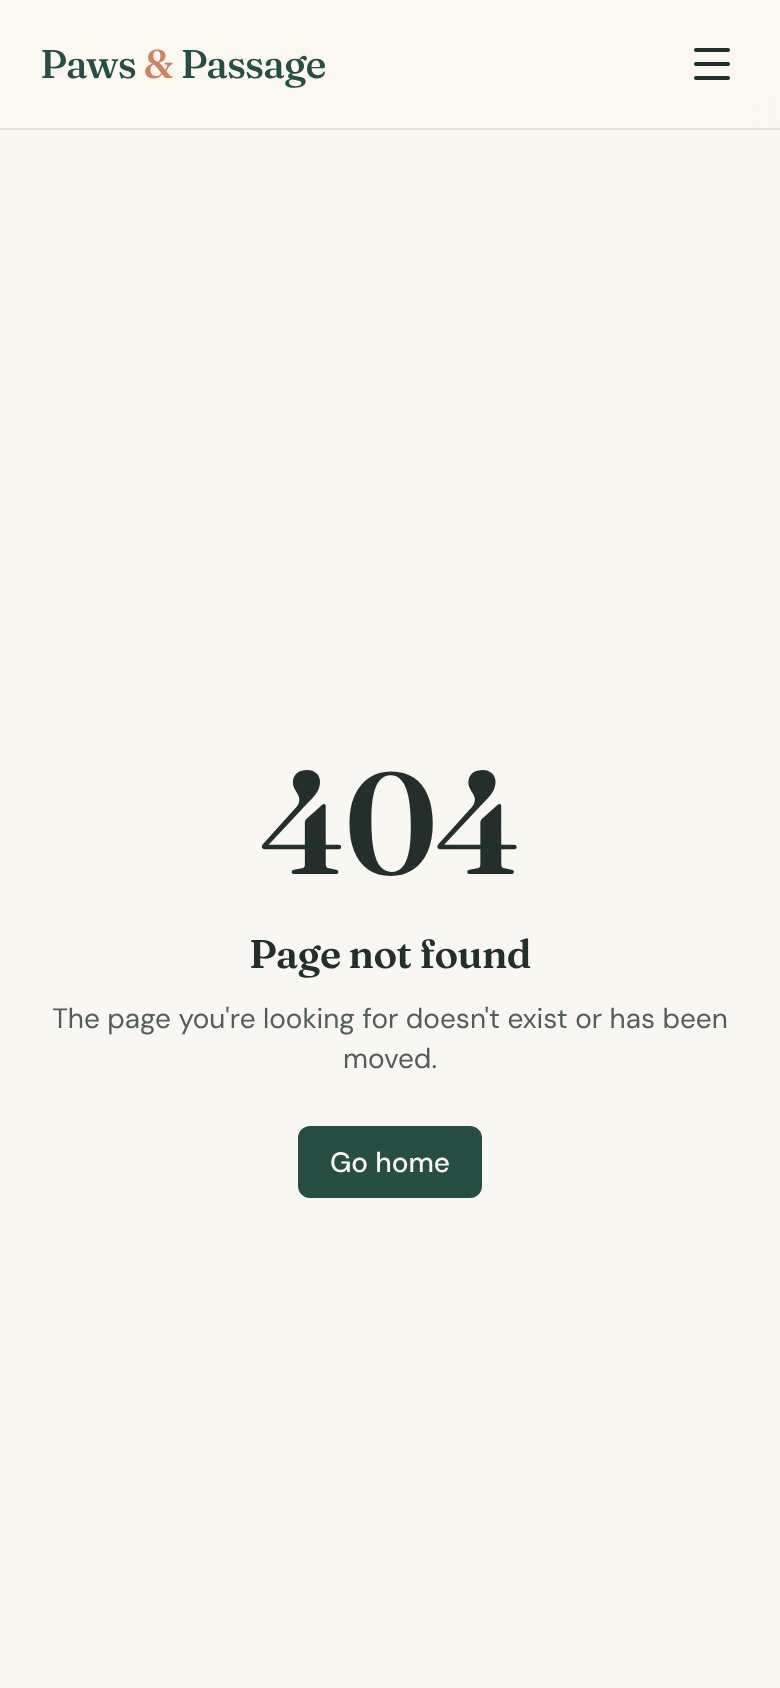 Paws & Passage
404
Page not found
The page you're looking for doesn't exist or has been
moved.
Go home